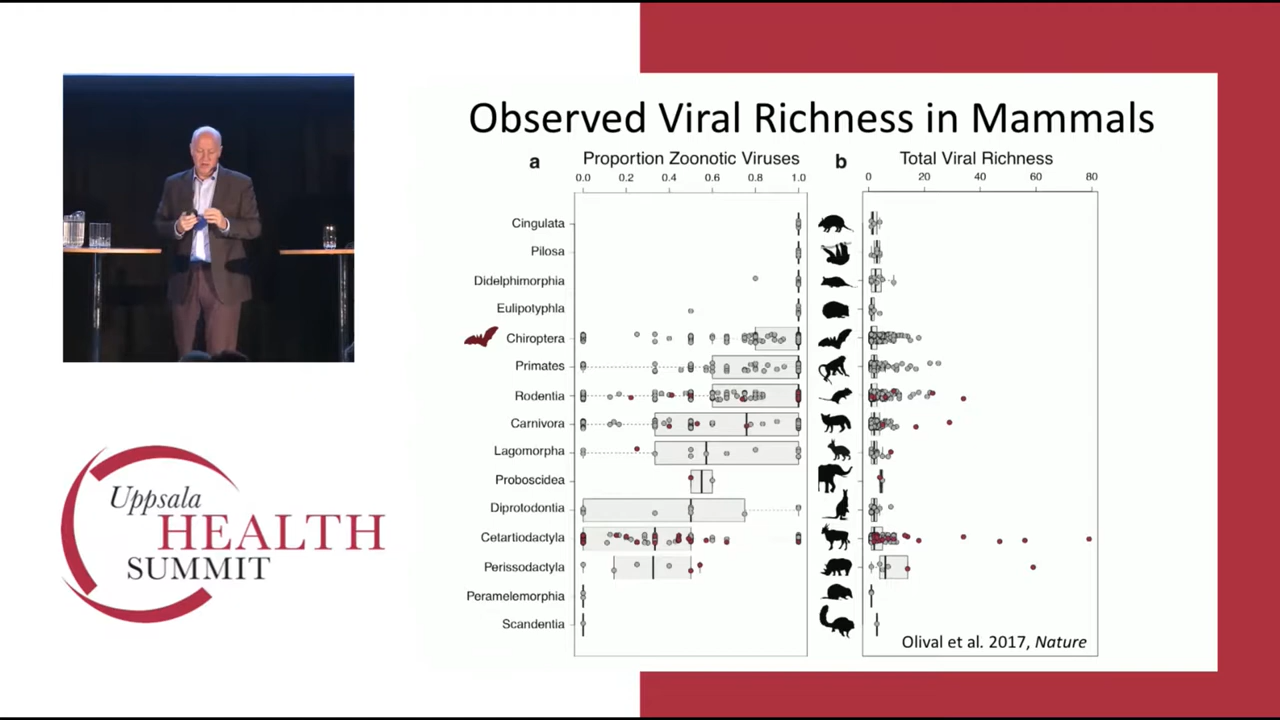 Observed Viral Richness in Mammals
a
Proportion Zoonotic Viruses
b
Total Viral Richness
0.0 0.2 0.4 0.6 0.8 1.0
0 20 40 60 80
Cingulata
Pilosa
Didelphimorphia
Eulipotyphla
Chiroptera
Primates
Rodentia
Carnivora
Lagomorpha
Proboscidea
Diprotodontia
Cetartiodactyla
Perissodactyla
Peramelemorphia
Scandentia
Olival et al. 2017, Nature
Uppsala
HEALTH
SUMMIT